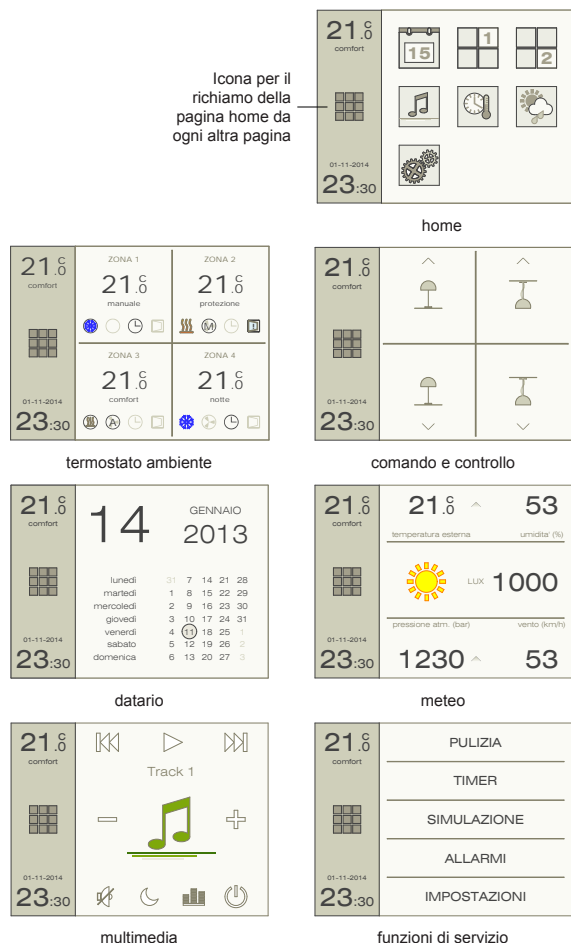 Icona per il
richiamo della
pagina home da
ogni altra pagina
21.0 C
comfort
01-11-2014
23:30
15
1
2
home
21.0 C
comfort
01-11-2014
23:30
ZONA 1
21.0 C
manuale
ZONA 2
21.0 C
protezione
M
1
ZONA 3
21.0 C
comfort
A
ZONA 4
21.0 C
notte
termostato ambiente
21.0 C
comfort
01-11-2014
23:30
comando e controllo
21.0 C
comfort
01-11-2014
23:30
14
GENNAIO
2013
lunedì 31 7 14 21 28
martedì 1 8 15 22 29
mercoledì 2 9 16 23 30
giovedì 3 10 17 24 31
venerdì 4 11 18 25 1
sabato 5 12 19 26 2
domenica 6 13 20 27 3
datario
21.0 C
comfort
01-11-2014
23:30
21.0 C
53
temperatura esterna
umidita' (%)
LUX 1000
pressione atm. (bar)
vento (km/h)
1230
53
meteo
21.0 C
comfort
01-11-2014
23:30
Track 1
multimedia
21.0 C
comfort
01-11-2014
23:30
PULIZIA
TIMER
SIMULAZIONE
ALLARMI
IMPOSTAZIONI
funzioni di servizio